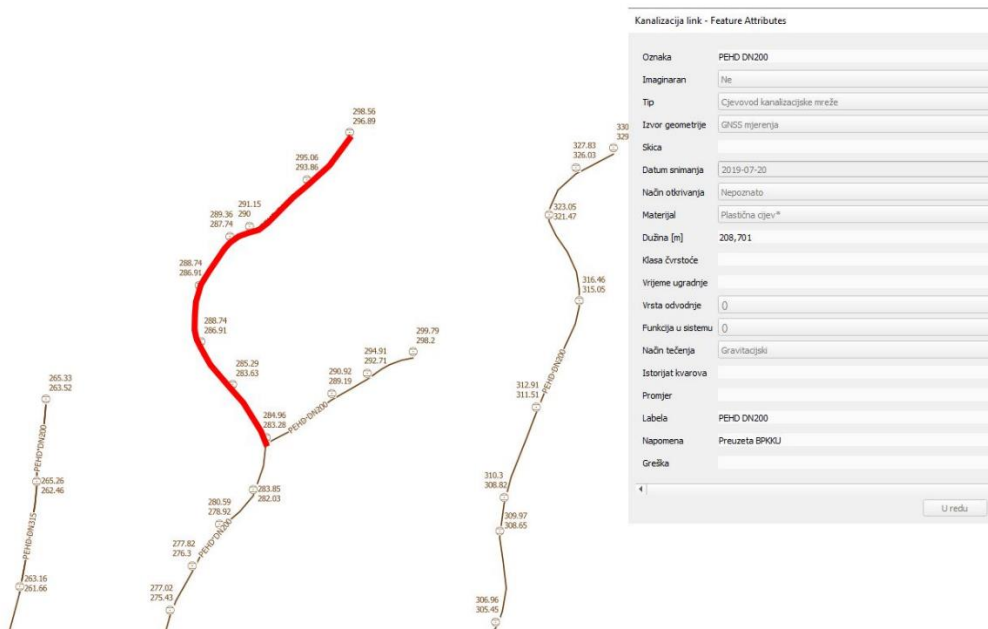 Kanalizacija link - Feature Attributes
Oznaka PEHD DN200
Imaginaran Ne
Tip Cjevovod kanalizacijske mreže
Izvor geometrije GNSS mjerenja
Skica
Datum snimanja 2019-07-20
Način otkrivanja Nepoznato
Materijal Plastična cijev*
Dužina [m] 208,701
Klasa čvrstoće
Vrijeme ugradnje
Vrsta odvodnje ()
Funkcija u sistemu ()
Način tečenja Gravitacijski
Istorijat kvarova
Promjer
Labela PEHD DN200
Napomena Preuzeta BPKKU
Greška
U redu
298.56
296.89
295.06
293.86
291.15
290
289.36
287.74
288.74
286.91
288.74
286.91
285.29
283.63
284.96
283.28
PEHD-DN200
290.92
289.19
294.91
292.71
299.79
298.2
283.85
282.03
280.59
278.92
PEHD*DN200
277.82
276.3
277.02
275.43
265.33
263.52
PEHD*DN200
265.26
262.46
PEHD-DN315
263.16
261.66
330
329
327.83
326.03
323.05
321.47
316.46
315.05
PEHD-DN200
312.91
311.51
310.3
308.82
309.97
308.65
306.96
305.45